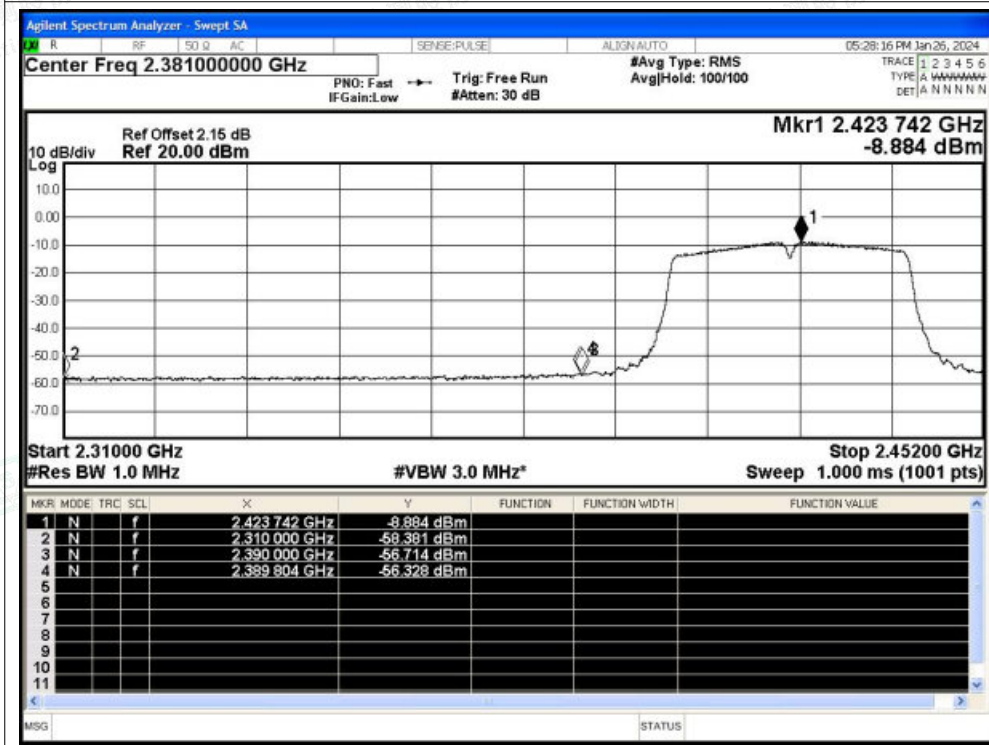 Agilent Spectrum Analyzer - Swept SA
R RF 50 Ω AC SENSE:PULSE ALIGN AUTO 05:28:16 PM Jan 26, 2024
Center Freq 2.381000000 GHz
PNO: Fast Trig: Free Run #Avg Type: RMS TRACE 1 2 3 4 5 6
IFGain:Low #Atten: 30 dB Avg|Hold: 100/100 TYPE A
DET A N N N N N
Mkr1 2.423 742 GHz
-8.884 dBm
Ref Offset 2.15 dB
10 dB/div Ref 20.00 dBm
Log
10.0
0.00
-10.0
-20.0
-30.0
-40.0
-50.0
-60.0
-70.0
1
2
Start 2.31000 GHz Stop 2.45200 GHz
#Res BW 1.0 MHz #VBW 3.0 MHz* Sweep 1.000 ms (1001 pts)
MKR MODE TRC SCL X Y FUNCTION FUNCTION WIDTH FUNCTION VALUE
1 N f 2.423 742 GHz -8.884 dBm
2 N f 2.310 000 GHz -58.381 dBm
3 N f 2.390 000 GHz -56.714 dBm
4 N f 2.389 804 GHz -56.328 dBm
5
6
7
8
9
10
11
MSG STATUS